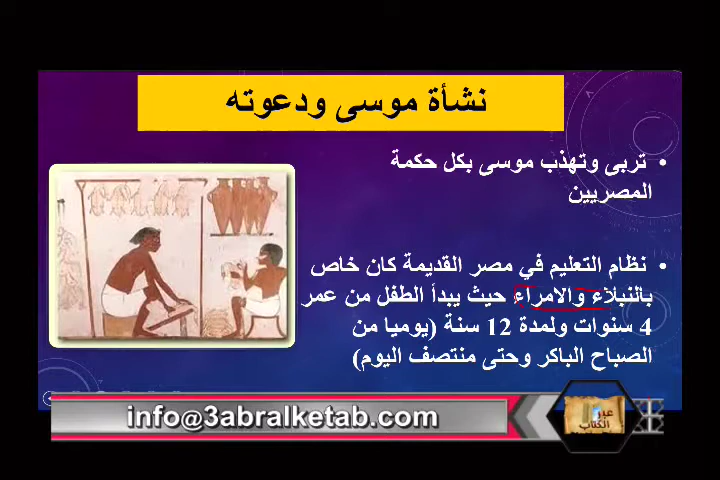 نشأة موسى ودعوته
• تربى وتهذب موسى بكل حكمة
المصريين
• نظام التعليم في مصر القديمة كان خاص
بالنبلاء والامراء حيث يبدأ الطفل من عمر
4 سنوات ولمدة 12 سنة (يوميا من
الصباح الباكر وحتى منتصف اليوم)
info@3abralketab.com
عبر
الكتاب